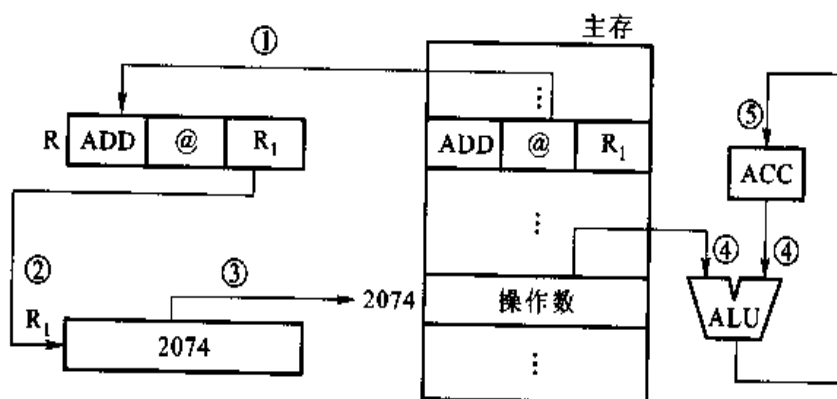 主存
①
⋮
⑤
R ADD @ R₁
ADD @ R₁
ACC
⋮
② ③
④ ④
R₁ 2074
2074 操作数
ALU
⋮